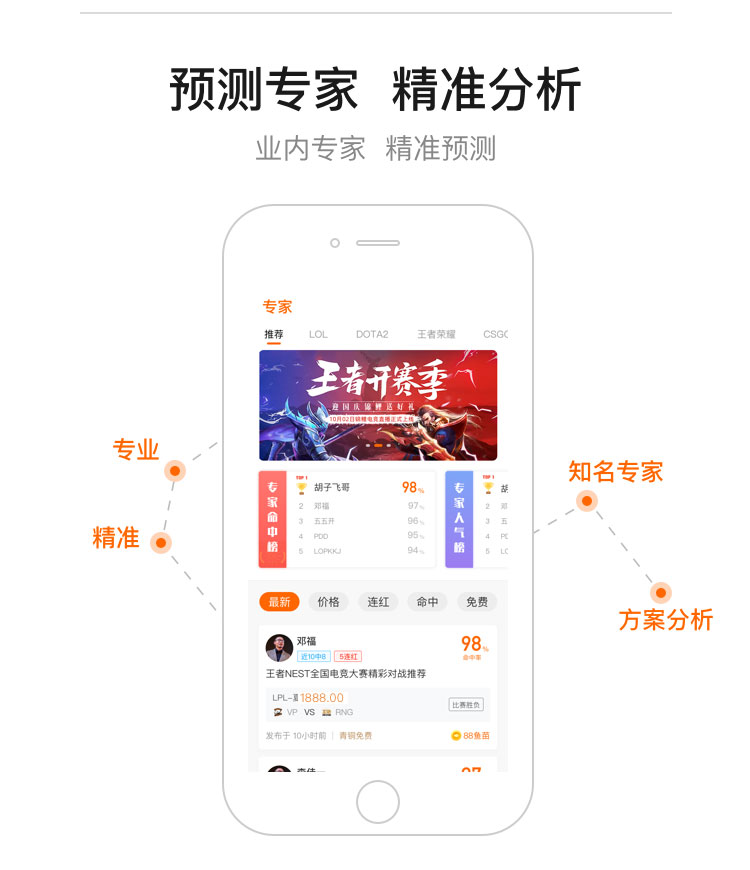 预测专家 精准分析
业内专家 精准预测
专家
推荐 LOL DOTA2 王者荣耀 CSGO
王者开赛季
迎国庆锦鲤送好礼
10月02日锦鲤电竞直播正式上线
专业
精准
知名专家
方案分析
专家命中榜
TOP 1 胡子飞哥 98%
2 邓福 97%
3 五五开 96%
4 PDD 95%
5 LOPKKJ 94%
专家人气榜
TOP 1
2 邓
3 五
4 PD
5 LO
最新 价格 连红 命中 免费
邓福
近10中8 5连红
98%
命中率
王者NEST全国电竞大赛精彩对战推荐
LPL- 1888.00
VP VS RNG
比赛胜负
发布于 10小时前 | 青铜免费
88鱼苗
97